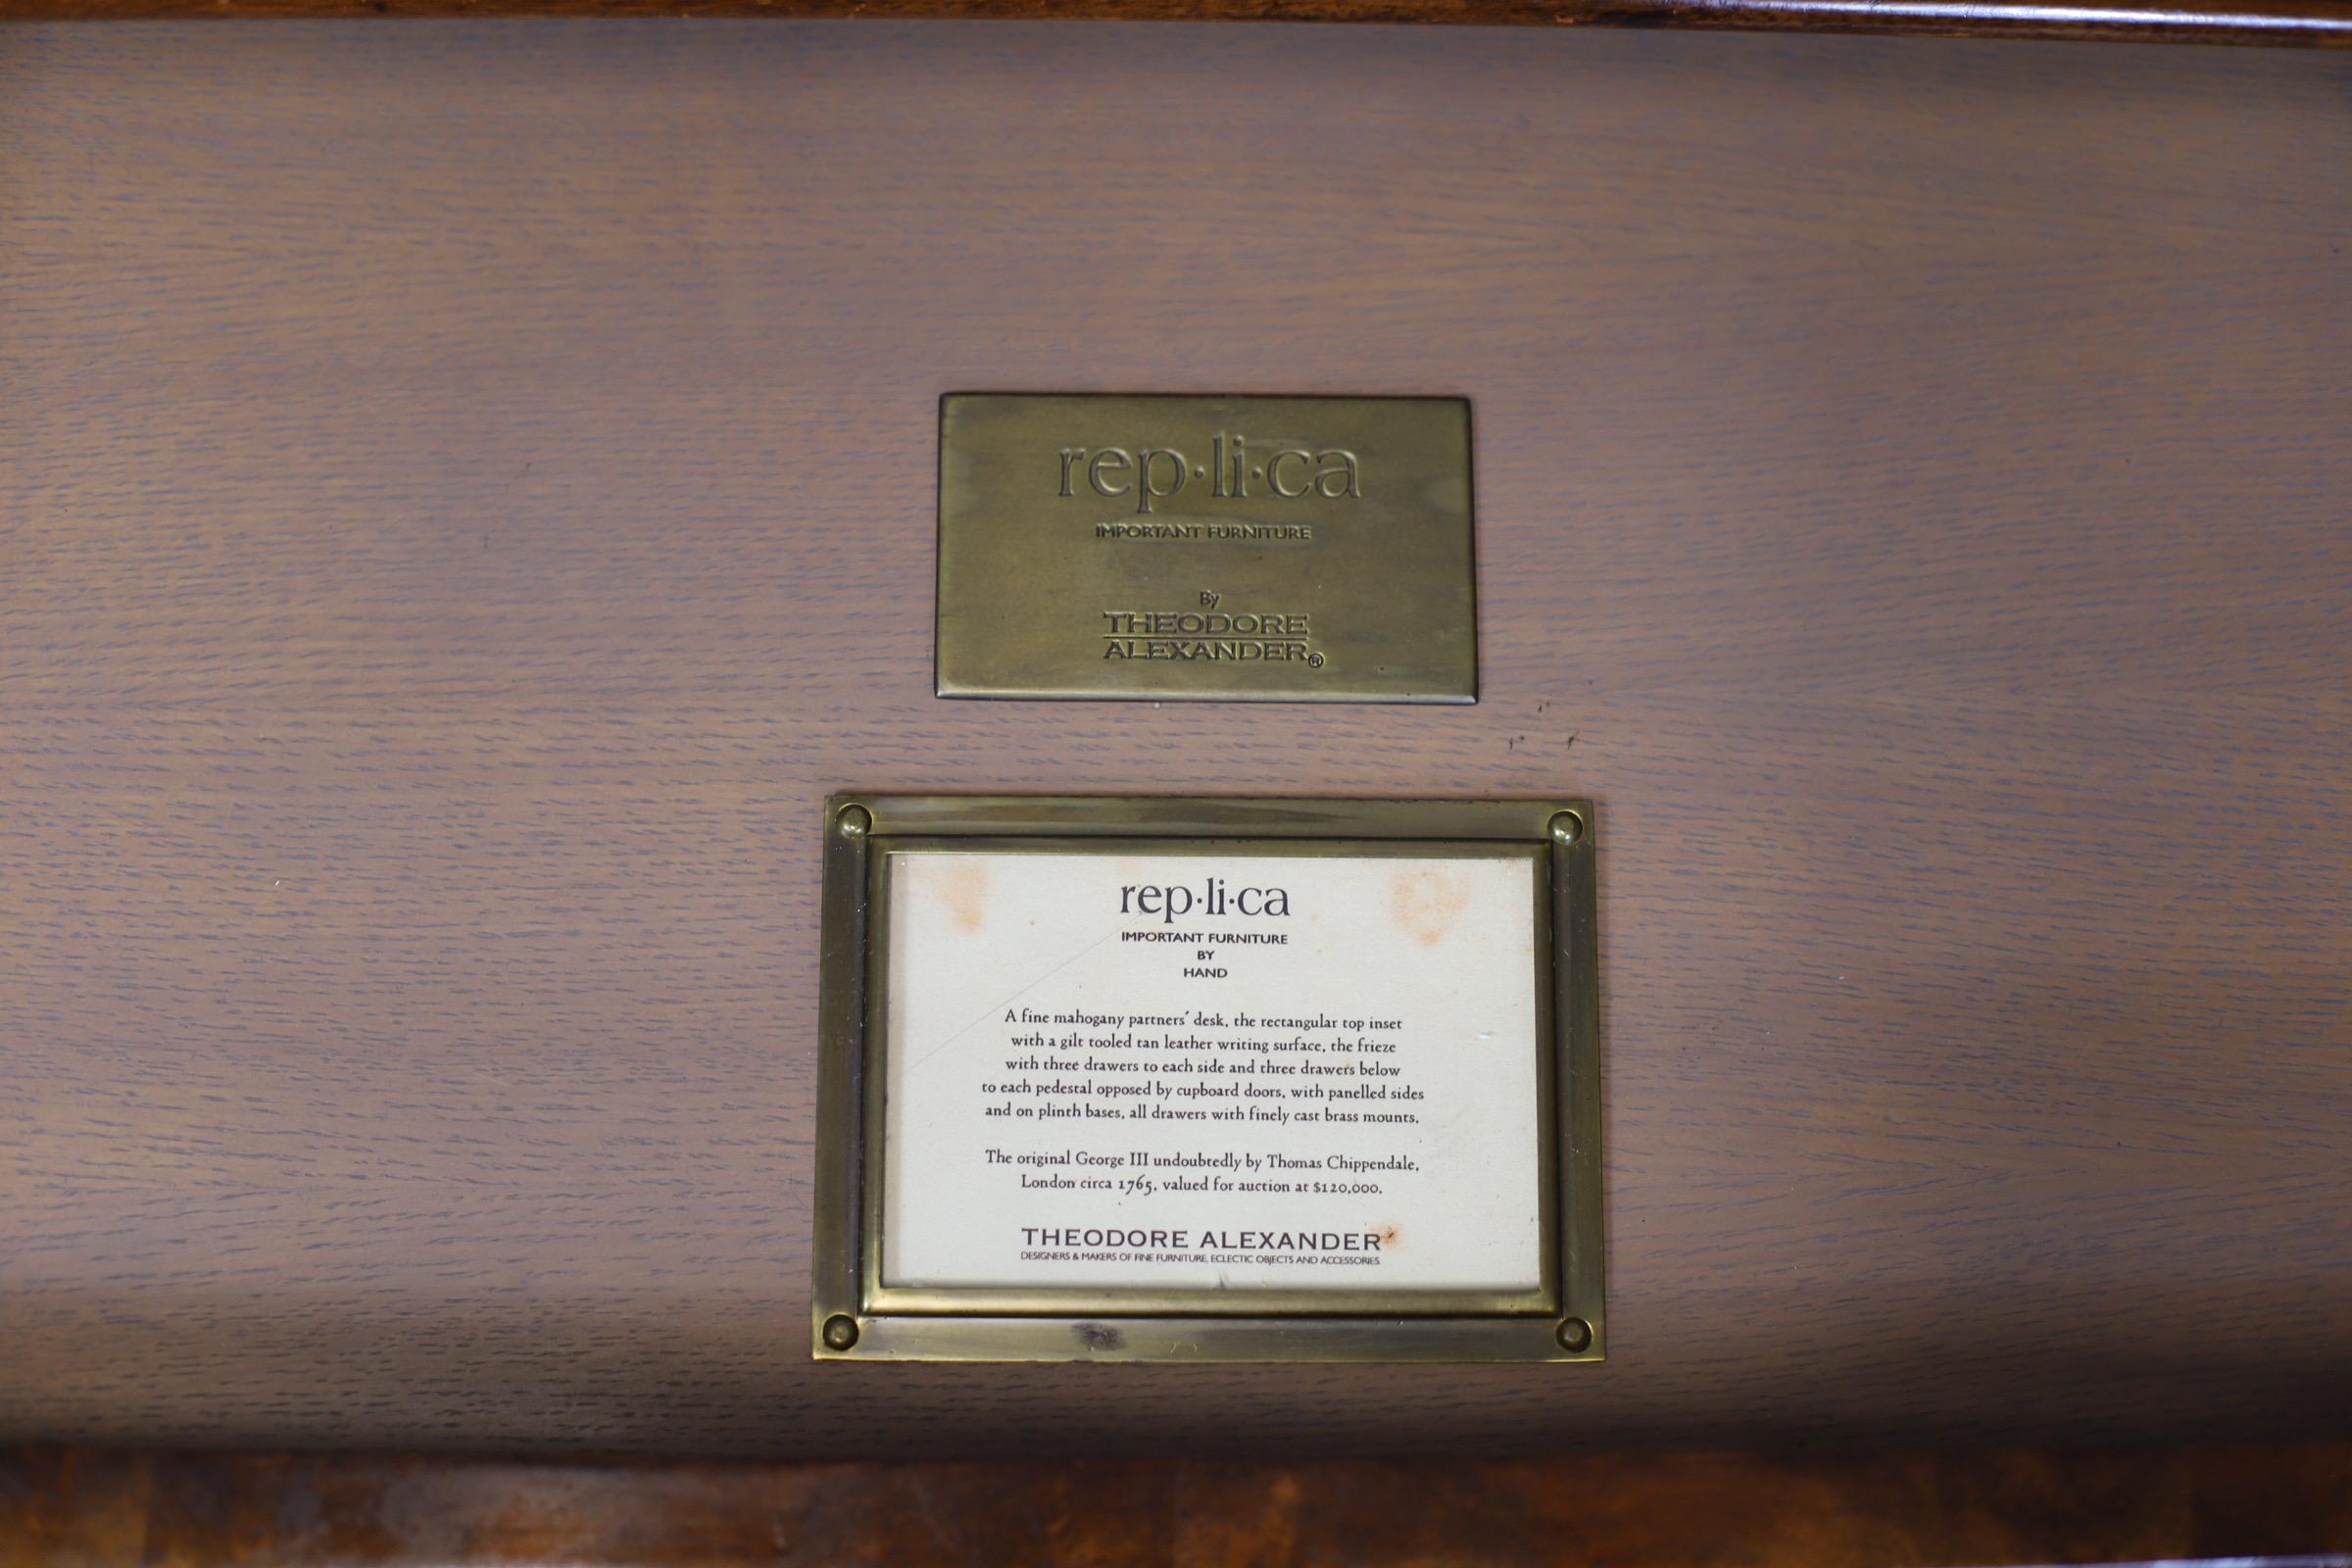 rep·li·ca
IMPORTANT FURNITURE
By
THEODORE
ALEXANDER®
rep·li·ca
IMPORTANT FURNITURE
BY
HAND
A fine mahogany partners' desk, the rectangular top inset
with a gilt tooled tan leather writing surface, the frieze
with three drawers to each side and three drawers below
to each pedestal opposed by cupboard doors, with panelled sides
and on plinth bases, all drawers with finely cast brass mounts.
The original George III undoubtedly by Thomas Chippendale,
London circa 1765, valued for auction at $120,000.
THEODORE ALEXANDER
DESIGNERS & MAKERS OF FINE FURNITURE, ECLECTIC OBJECTS AND ACCESSORIES